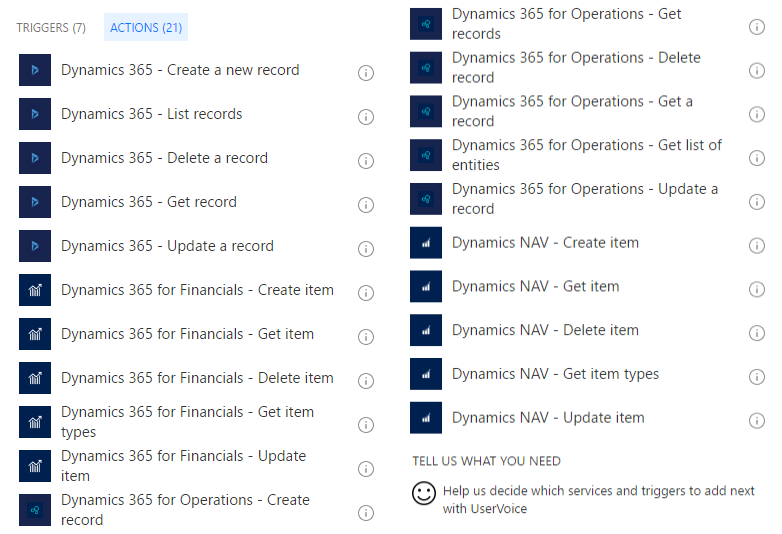 TRIGGERS (7) ACTIONS (21)
Dynamics 365 - Create a new record
Dynamics 365 - List records
Dynamics 365 - Delete a record
Dynamics 365 - Get record
Dynamics 365 - Update a record
Dynamics 365 for Financials - Create item
Dynamics 365 for Financials - Get item
Dynamics 365 for Financials - Delete item
Dynamics 365 for Financials - Get item
types
Dynamics 365 for Financials - Update
item
Dynamics 365 for Operations - Create
record
Dynamics 365 for Operations - Get
records
Dynamics 365 for Operations - Delete
record
Dynamics 365 for Operations - Get a
record
Dynamics 365 for Operations - Get list of
entities
Dynamics 365 for Operations - Update a
record
Dynamics NAV - Create item
Dynamics NAV - Get item
Dynamics NAV - Delete item
Dynamics NAV - Get item types
Dynamics NAV - Update item
TELL US WHAT YOU NEED
Help us decide which services and triggers to add next
with UserVoice